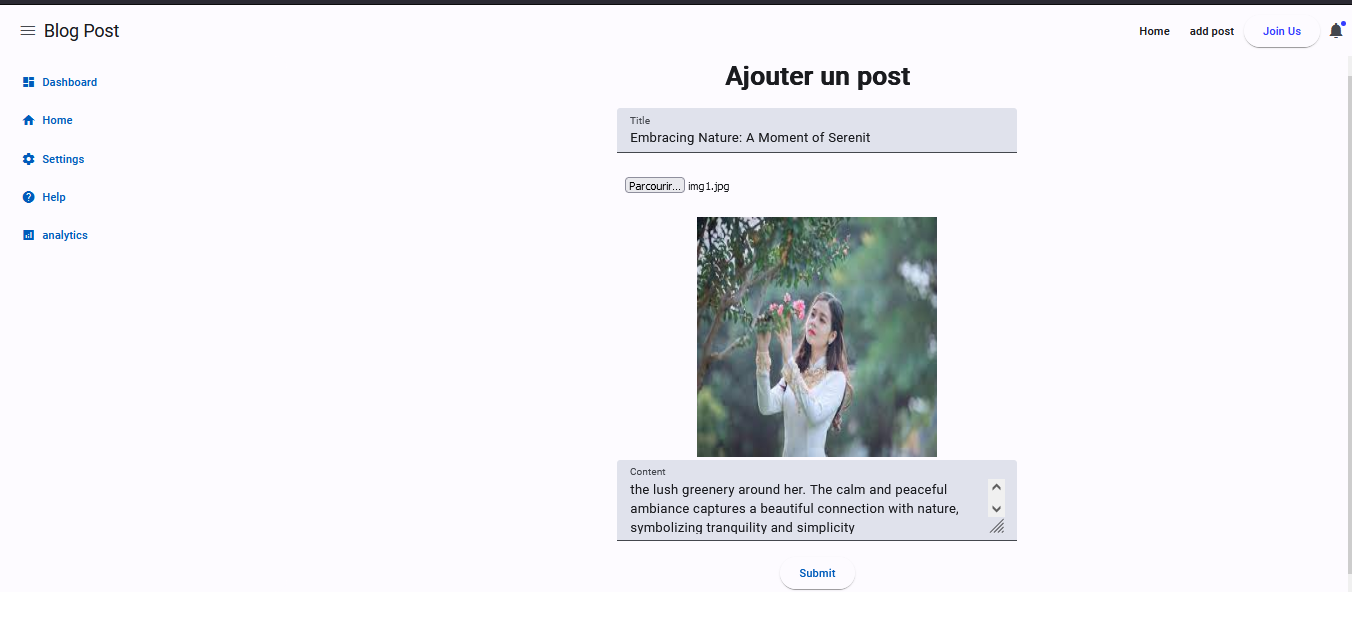 Blog Post
Home add post Join Us
Dashboard
Home
Settings
Help
analytics
Ajouter un post
Title
Embracing Nature: A Moment of Serenit
Parcourir... img1.jpg
Content
the lush greenery around her. The calm and peaceful
ambiance captures a beautiful connection with nature,
symbolizing tranquility and simplicity
Submit